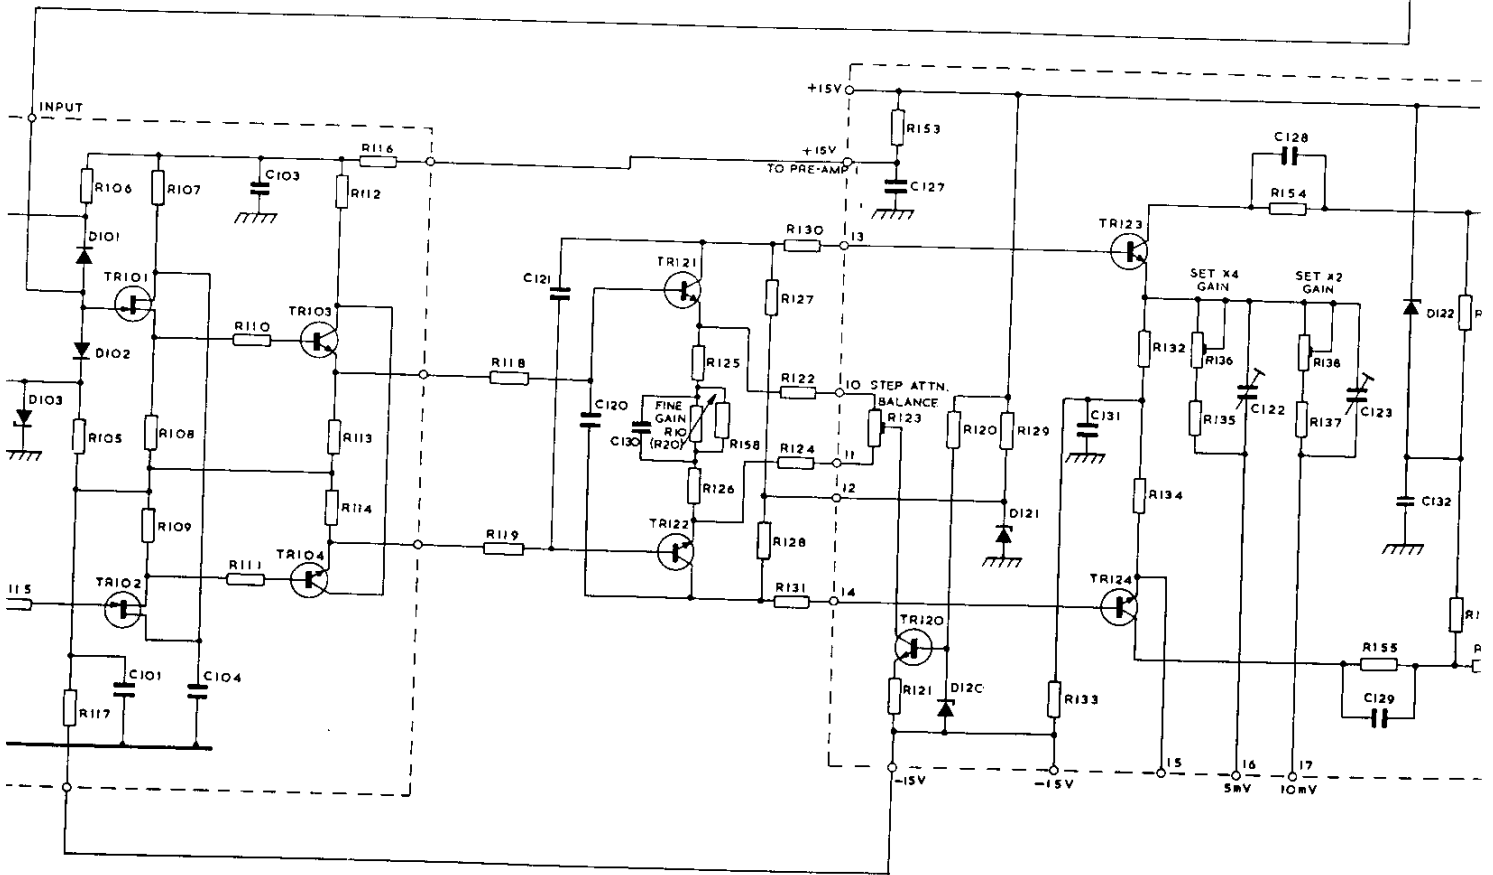 +15V
INPUT
R153
C128
R116
+15V
TO PRE-AMP
R106
R107
C103
R112
C127
R154
TR123
D101
R130
13
TR121
TR101
C121
SET X4
GAIN
SET X2
GAIN
R127
TR103
R110
D122
R
R132
R136
R138
D102
R118
R125
R122
10
STEP ATTN.
BALANCE
D103
FINE
GAIN
R10
(R20)
C120
R123
C131
C122
C123
R105
R108
R113
C130
R158
R120
R129
R135
R137
R124
11
R126
12
R134
C132
R114
R109
TR122
D121
R119
R128
TR104
R111
115
TR102
R131
14
TR124
TR120
R1
R
R155
C101
C104
R121
D120
R133
C129
R117
15
16
17
-15V
-15V
5mV
10mV